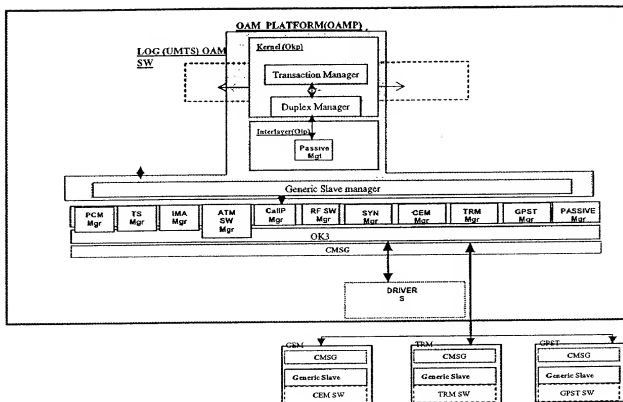 OAM PLATFORM(OAMP)
LOG (UMTS) OAM
SW
Kernel (Okp)
Transaction Manager
Duplex Manager
Interlayer(Oip)
Passive
Mgt
Generic Slave manager
PCM
Mgr
TS
Mgr
IMA
Mgr
ATM
SW
Mgr
CallP
Mgr
RF SW
Mgr
SYN
Mgr
CEM
Mgr
TRM
Mgr
GPST
Mgr
PASSIVE
Mgr
OK3
CMSG
DRIVER
S
CEM
CMSG
Generic Slave
CEM SW
TRM
CMSG
Generic Slave
TRM SW
GPST
CMSG
Generic Slave
GPST SW